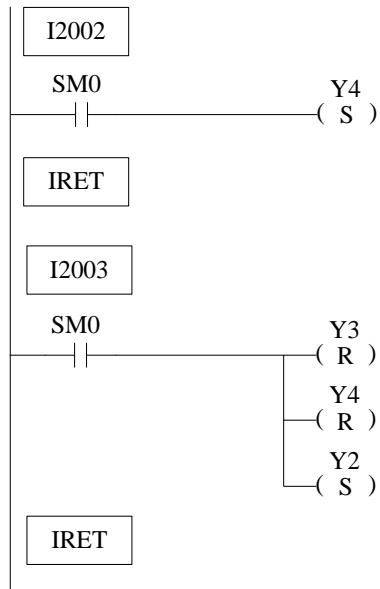 I2002
SM0
Y4
( S )
IRET
I2003
SM0
Y3
( R )
Y4
( R )
Y2
( S )
IRET